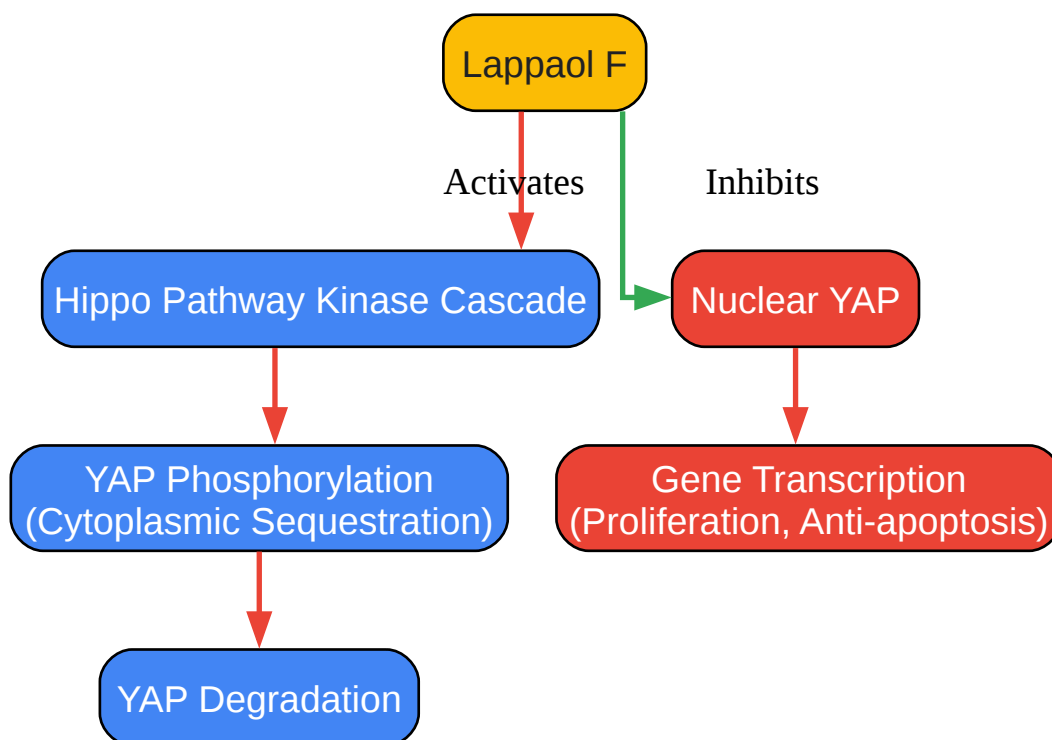 Lappaol F
Activates
Inhibits
Hippo Pathway Kinase Cascade
Nuclear YAP
YAP Phosphorylation
(Cytoplasmic Sequestration)
Gene Transcription
(Proliferation, Anti-apoptosis)
YAP Degradation